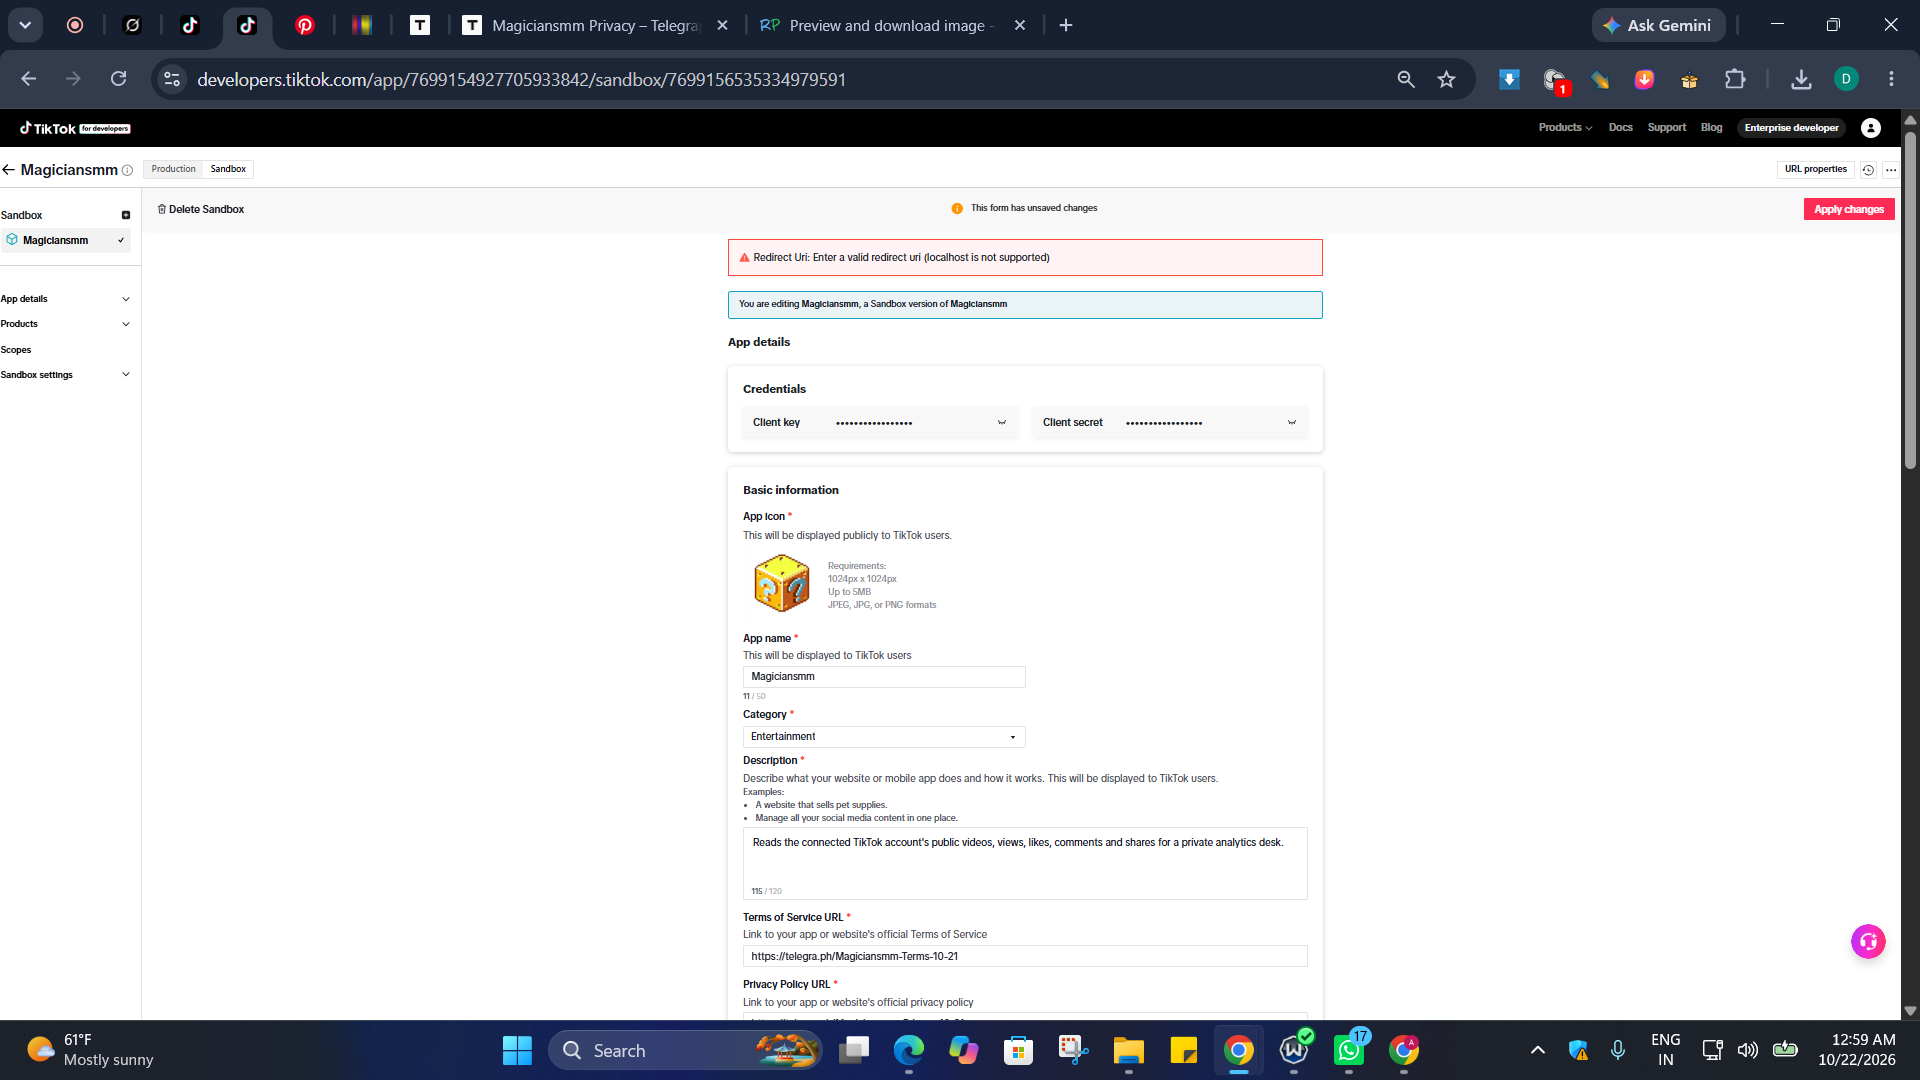 Magiciansmm Privacy – Telegra
Preview and download image -
Ask Gemini
developers.tiktok.com/app/7699154927705933842/sandbox/7699156535334979591
1
D
TikTok for developers
Products
Docs
Support
Blog
Enterprise developer
Magiciansmm
Production
Sandbox
URL properties
Sandbox
Delete Sandbox
This form has unsaved changes
Apply changes
Magiciansmm
Redirect Uri: Enter a valid redirect uri (localhost is not supported)
You are editing Magiciansmm, a Sandbox version of Magiciansmm
App details
Products
Scopes
Sandbox settings
App details
Credentials
Client key
Client secret
Basic information
App icon *
This will be displayed publicly to TikTok users.
Requirements:
1024px x 1024px
Up to 5MB
JPEG, JPG, or PNG formats
App name *
This will be displayed to TikTok users
Magiciansmm
11 / 50
Category *
Entertainment
Description *
Describe what your website or mobile app does and how it works. This will be displayed to TikTok users.
Examples:
• A website that sells pet supplies.
• Manage all your social media content in one place.
Reads the connected TikTok account's public videos, views, likes, comments and shares for a private analytics desk.
115 / 120
Terms of Service URL *
Link to your app or website's official Terms of Service
https://telegra.ph/Magiciansmm-Terms-10-21
Privacy Policy URL *
Link to your app or website's official privacy policy
61°F
Mostly sunny
Search
17
ENG
IN
12:59 AM
10/22/2026